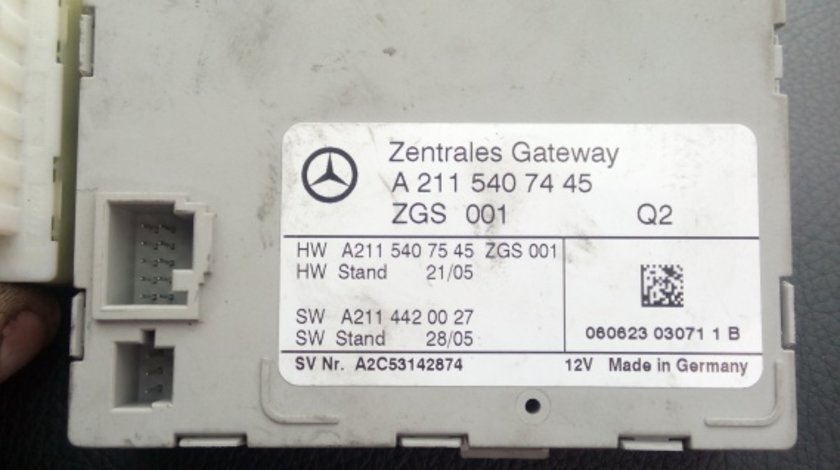 Zentrales Gateway
A 211 540 74 45
ZGS 001 Q2
HW A211 540 75 45 ZGS 001
HW Stand 21/05
SW A211 442 00 27
SW Stand 28/05
060623 03071 1 B
SV Nr. A2C53142874 12V Made in Germany